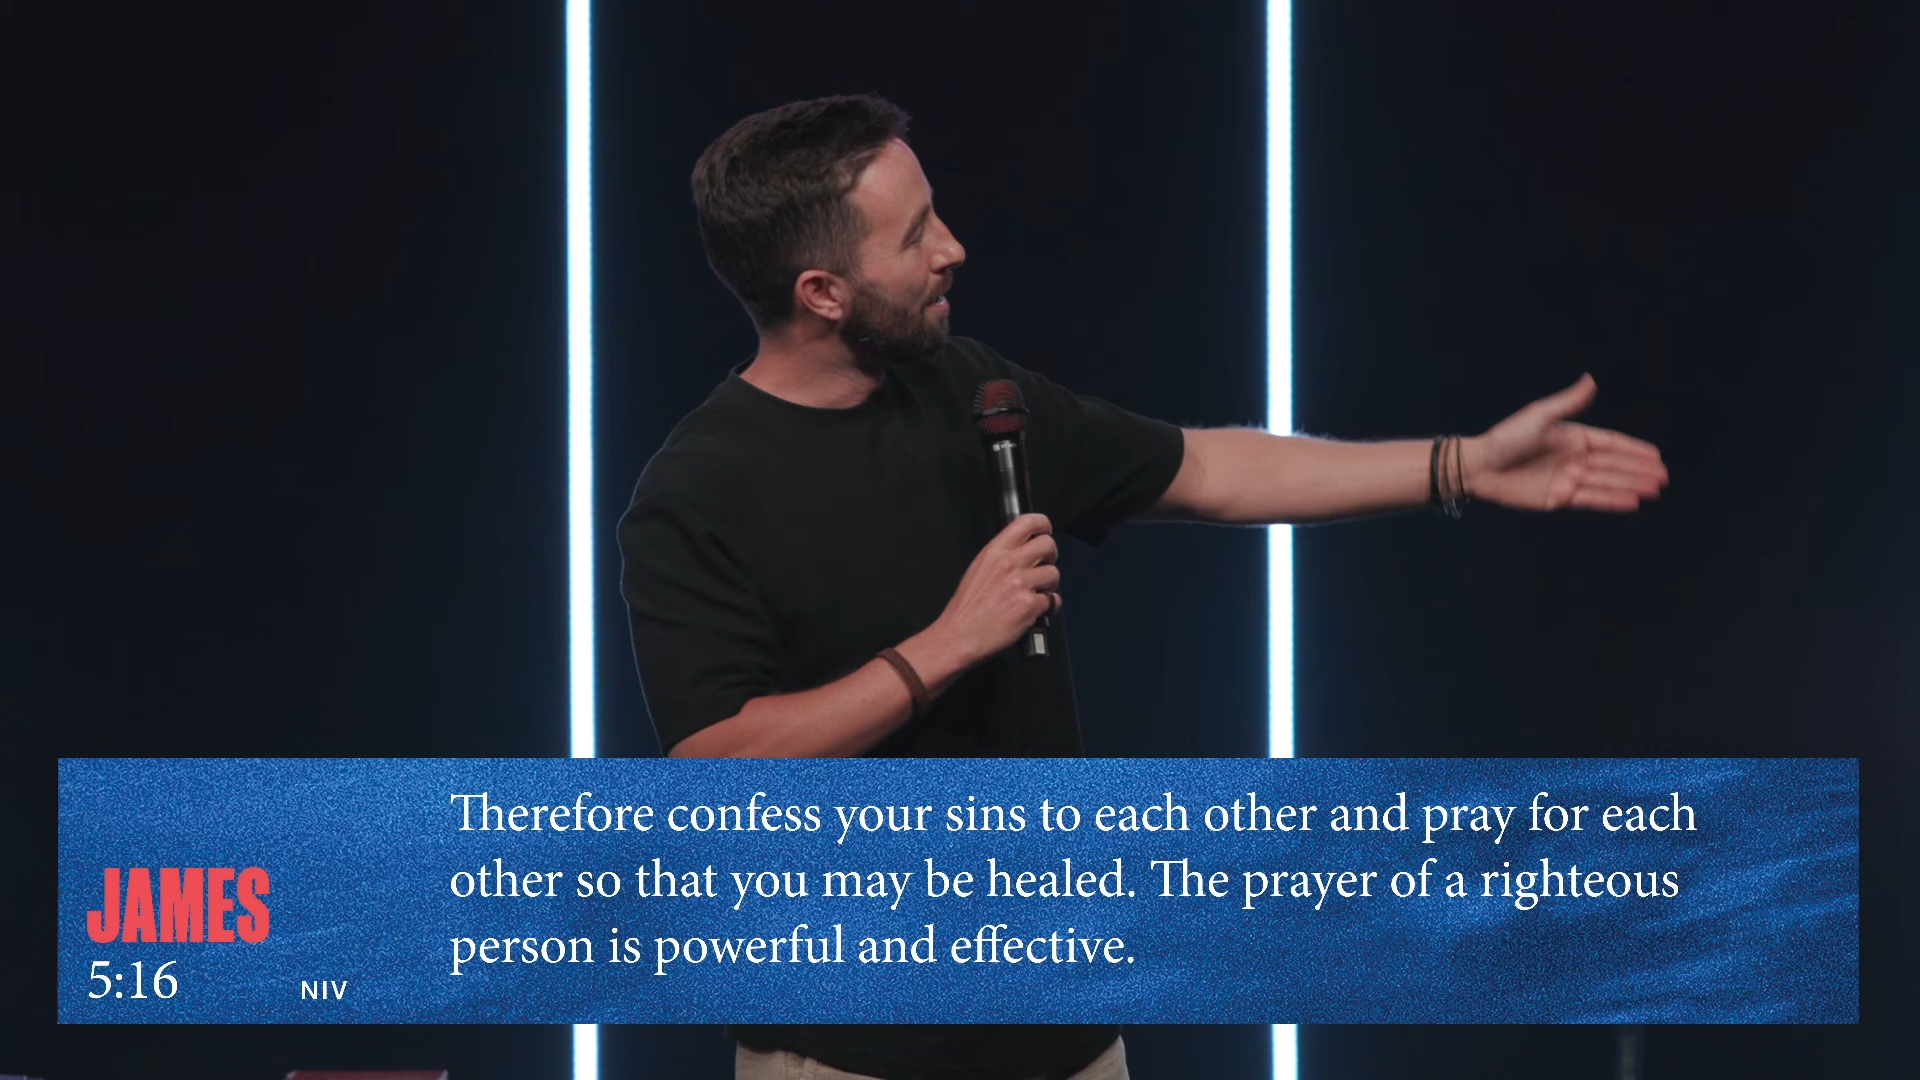 Therefore confess your sins to each other and pray for each
other so that you may be healed. The prayer of a righteous
person is powerful and effective.
JAMES
5:16
NIV